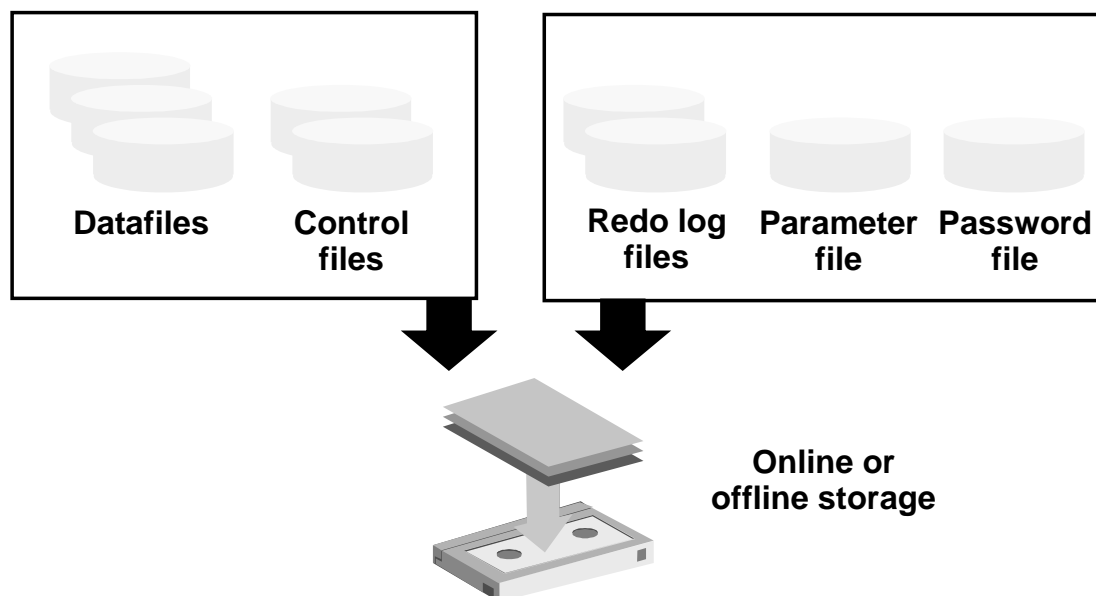 Datafiles
Control
files
Redo log
files
Parameter
file
Password
file
Online or
offline storage